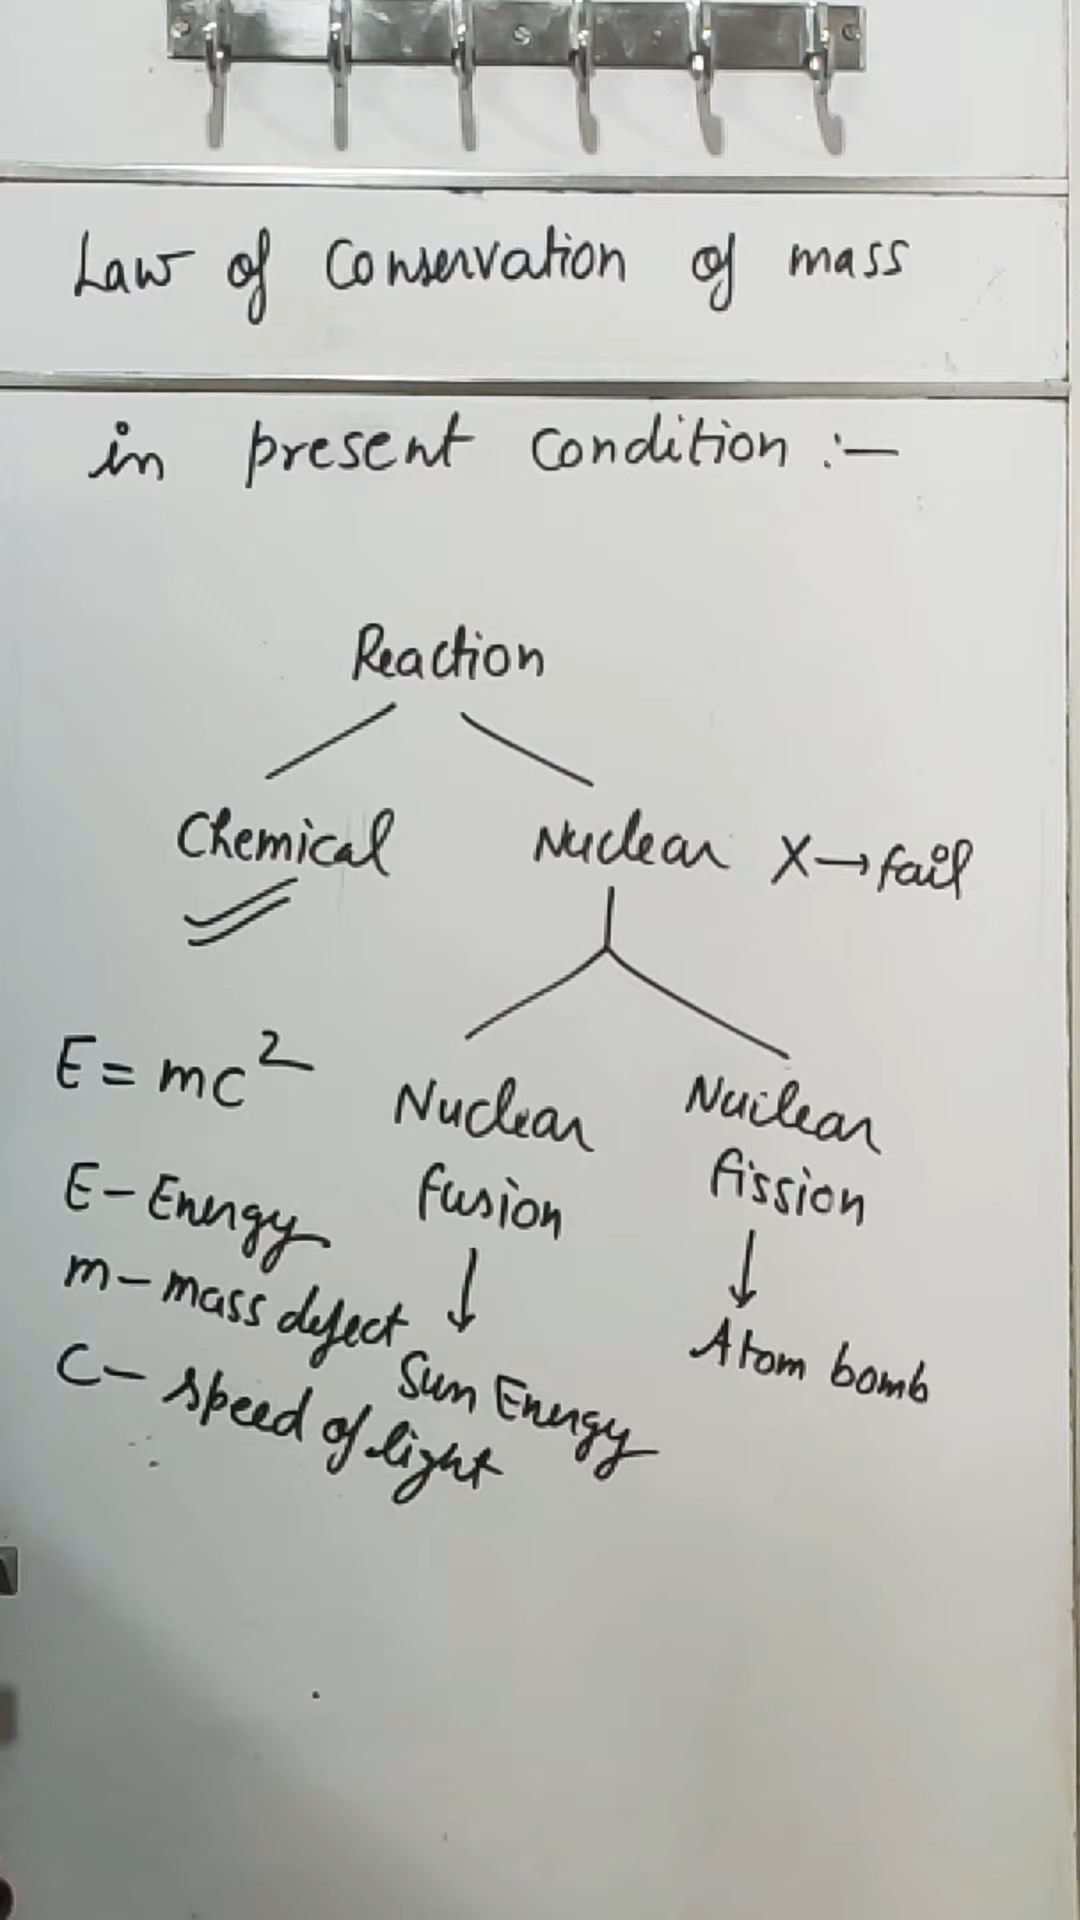 Law of Conservation of mass
in present condition :-
Reaction
Chemical
Nuclear X→fail
E = mc²
E - Energy
m - mass defect
C - speed of light
Nuclear
fusion
↓
Sun Energy
Nuclear
fission
↓
Atom bomb